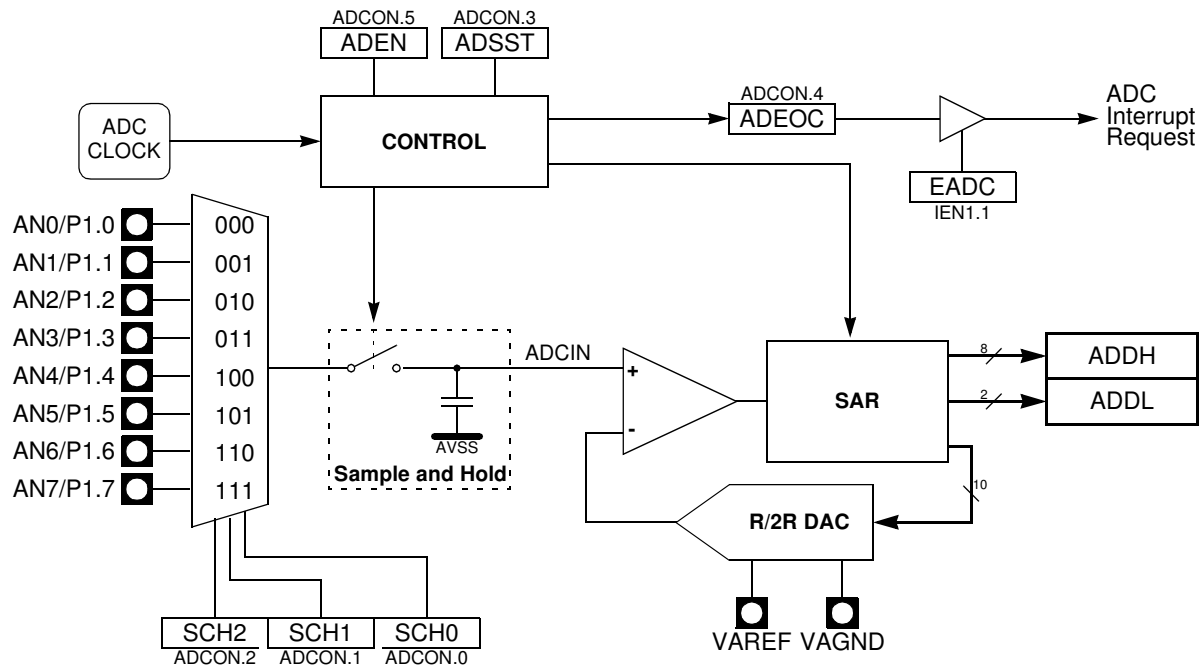 ADCON.5 ADCON.3
ADEN ADSST
ADC
CLOCK
CONTROL
ADCON.4
ADEOC
ADC
Interrupt
Request
EADC
IEN1.1
AN0/P1.0 000
AN1/P1.1 001
AN2/P1.2 010
AN3/P1.3 011
AN4/P1.4 100
AN5/P1.5 101
AN6/P1.6 110
AN7/P1.7 111
ADCIN
AVSS
Sample and Hold
+
-
SAR
8
ADDH
2
ADDL
10
R/2R DAC
VAREF VAGND
SCH2 SCH1 SCH0
ADCON.2 ADCON.1 ADCON.0